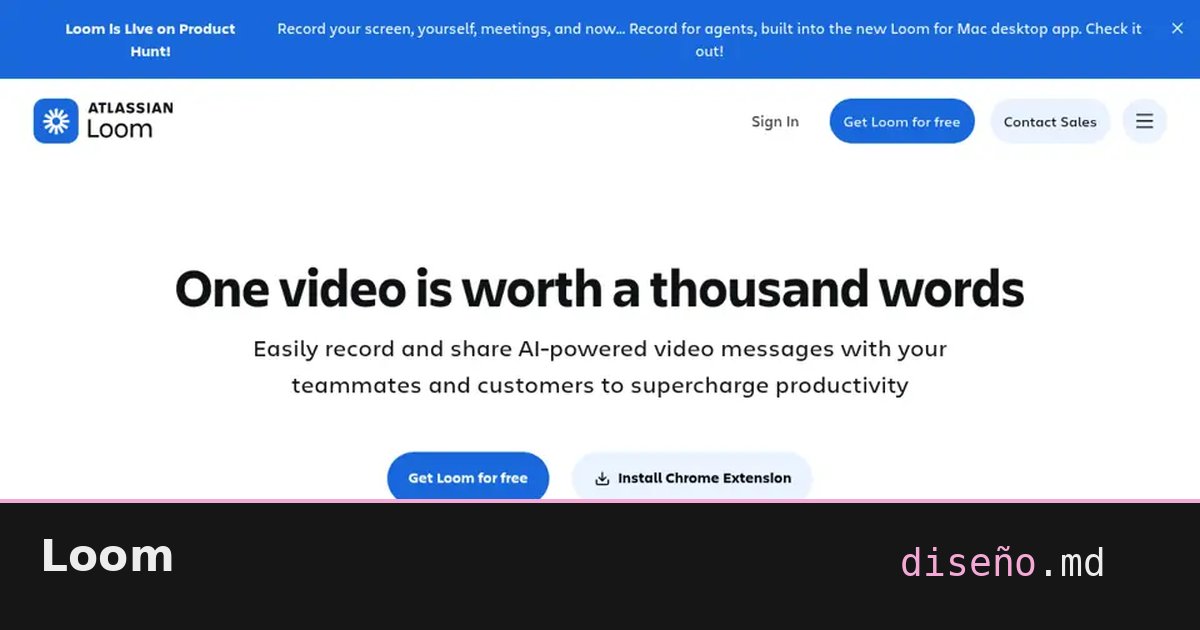 Loom is Live on Product
Hunt!
Record your screen, yourself, meetings, and now... Record for agents, built into the new Loom for Mac desktop app. Check it
out!
ATLASSIAN
Loom
Sign In
Get Loom for free
Contact Sales
One video is worth a thousand words
Easily record and share AI-powered video messages with your
teammates and customers to supercharge productivity
Get Loom for free
Install Chrome Extension
Loom
diseño.md